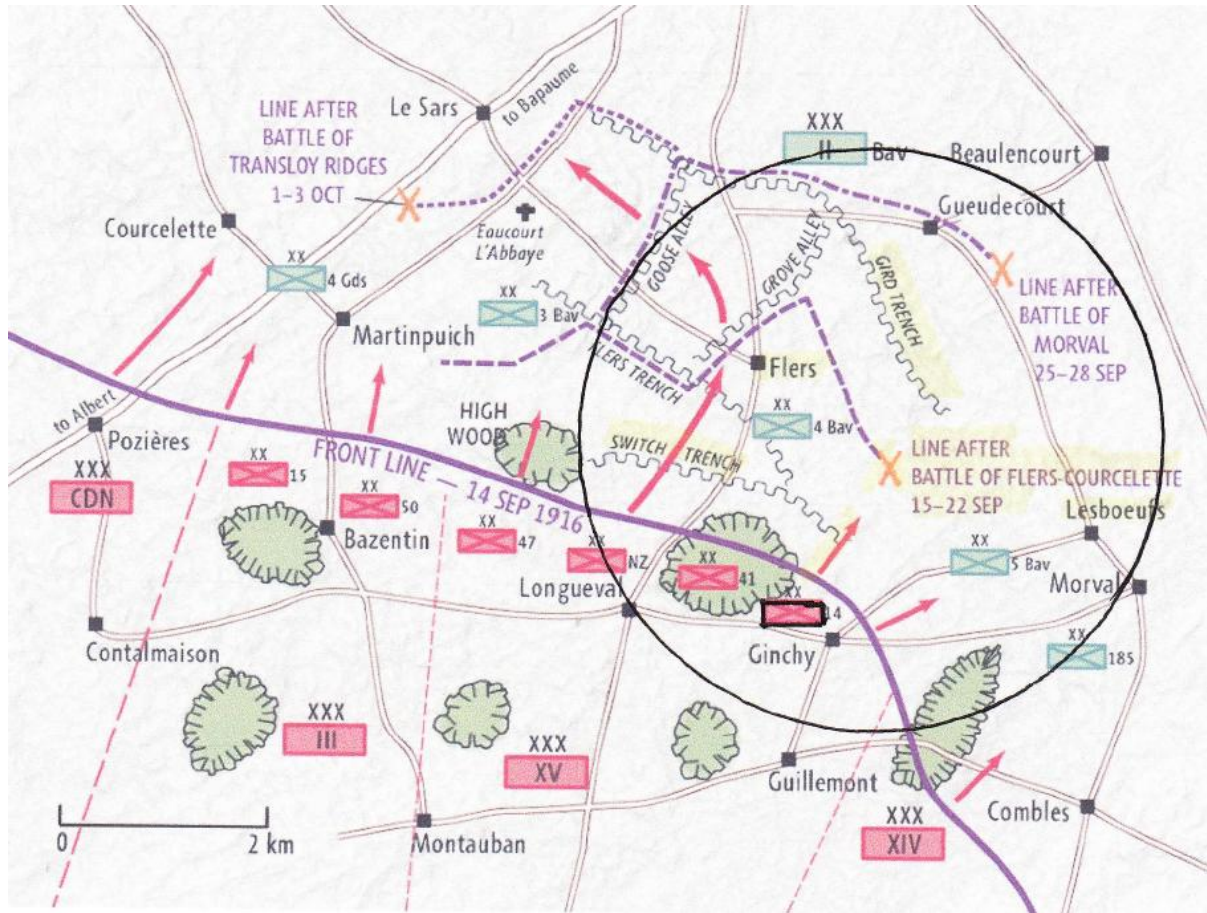 Le Sars
to Bapaume
LINE AFTER
BATTLE OF
TRANSLOY RIDGES
1–3 OCT
XXX
II
Bav
Beaulencourt
Courcelette
Eaucourt
L'Abbaye
GOOSE ALLEY
GROVE ALLEY
GIRD TRENCH
Gueudecourt
XX
4 Gds
XX
3 Bav
LINE AFTER
BATTLE OF
MORVAL
25–28 SEP
Martinpuich
FLERS TRENCH
Flers
to Albert
Pozières
HIGH
WOOD
XX
4 Bav
SWITCH TRENCH
LINE AFTER
BATTLE OF FLERS-COURCELETTE
15–22 SEP
FRONT LINE — 14 SEP 1916
XXX
CDN
XX
15
XX
50
Bazentin
XX
47
XX
NZ
Lesboeufs
XX
5 Bav
Longueval
XX
41
XX
14
Morval
Contalmaison
Ginchy
XX
185
XXX
III
XXX
XV
Guillemont
Combles
0
2 km
Montauban
XXX
XIV